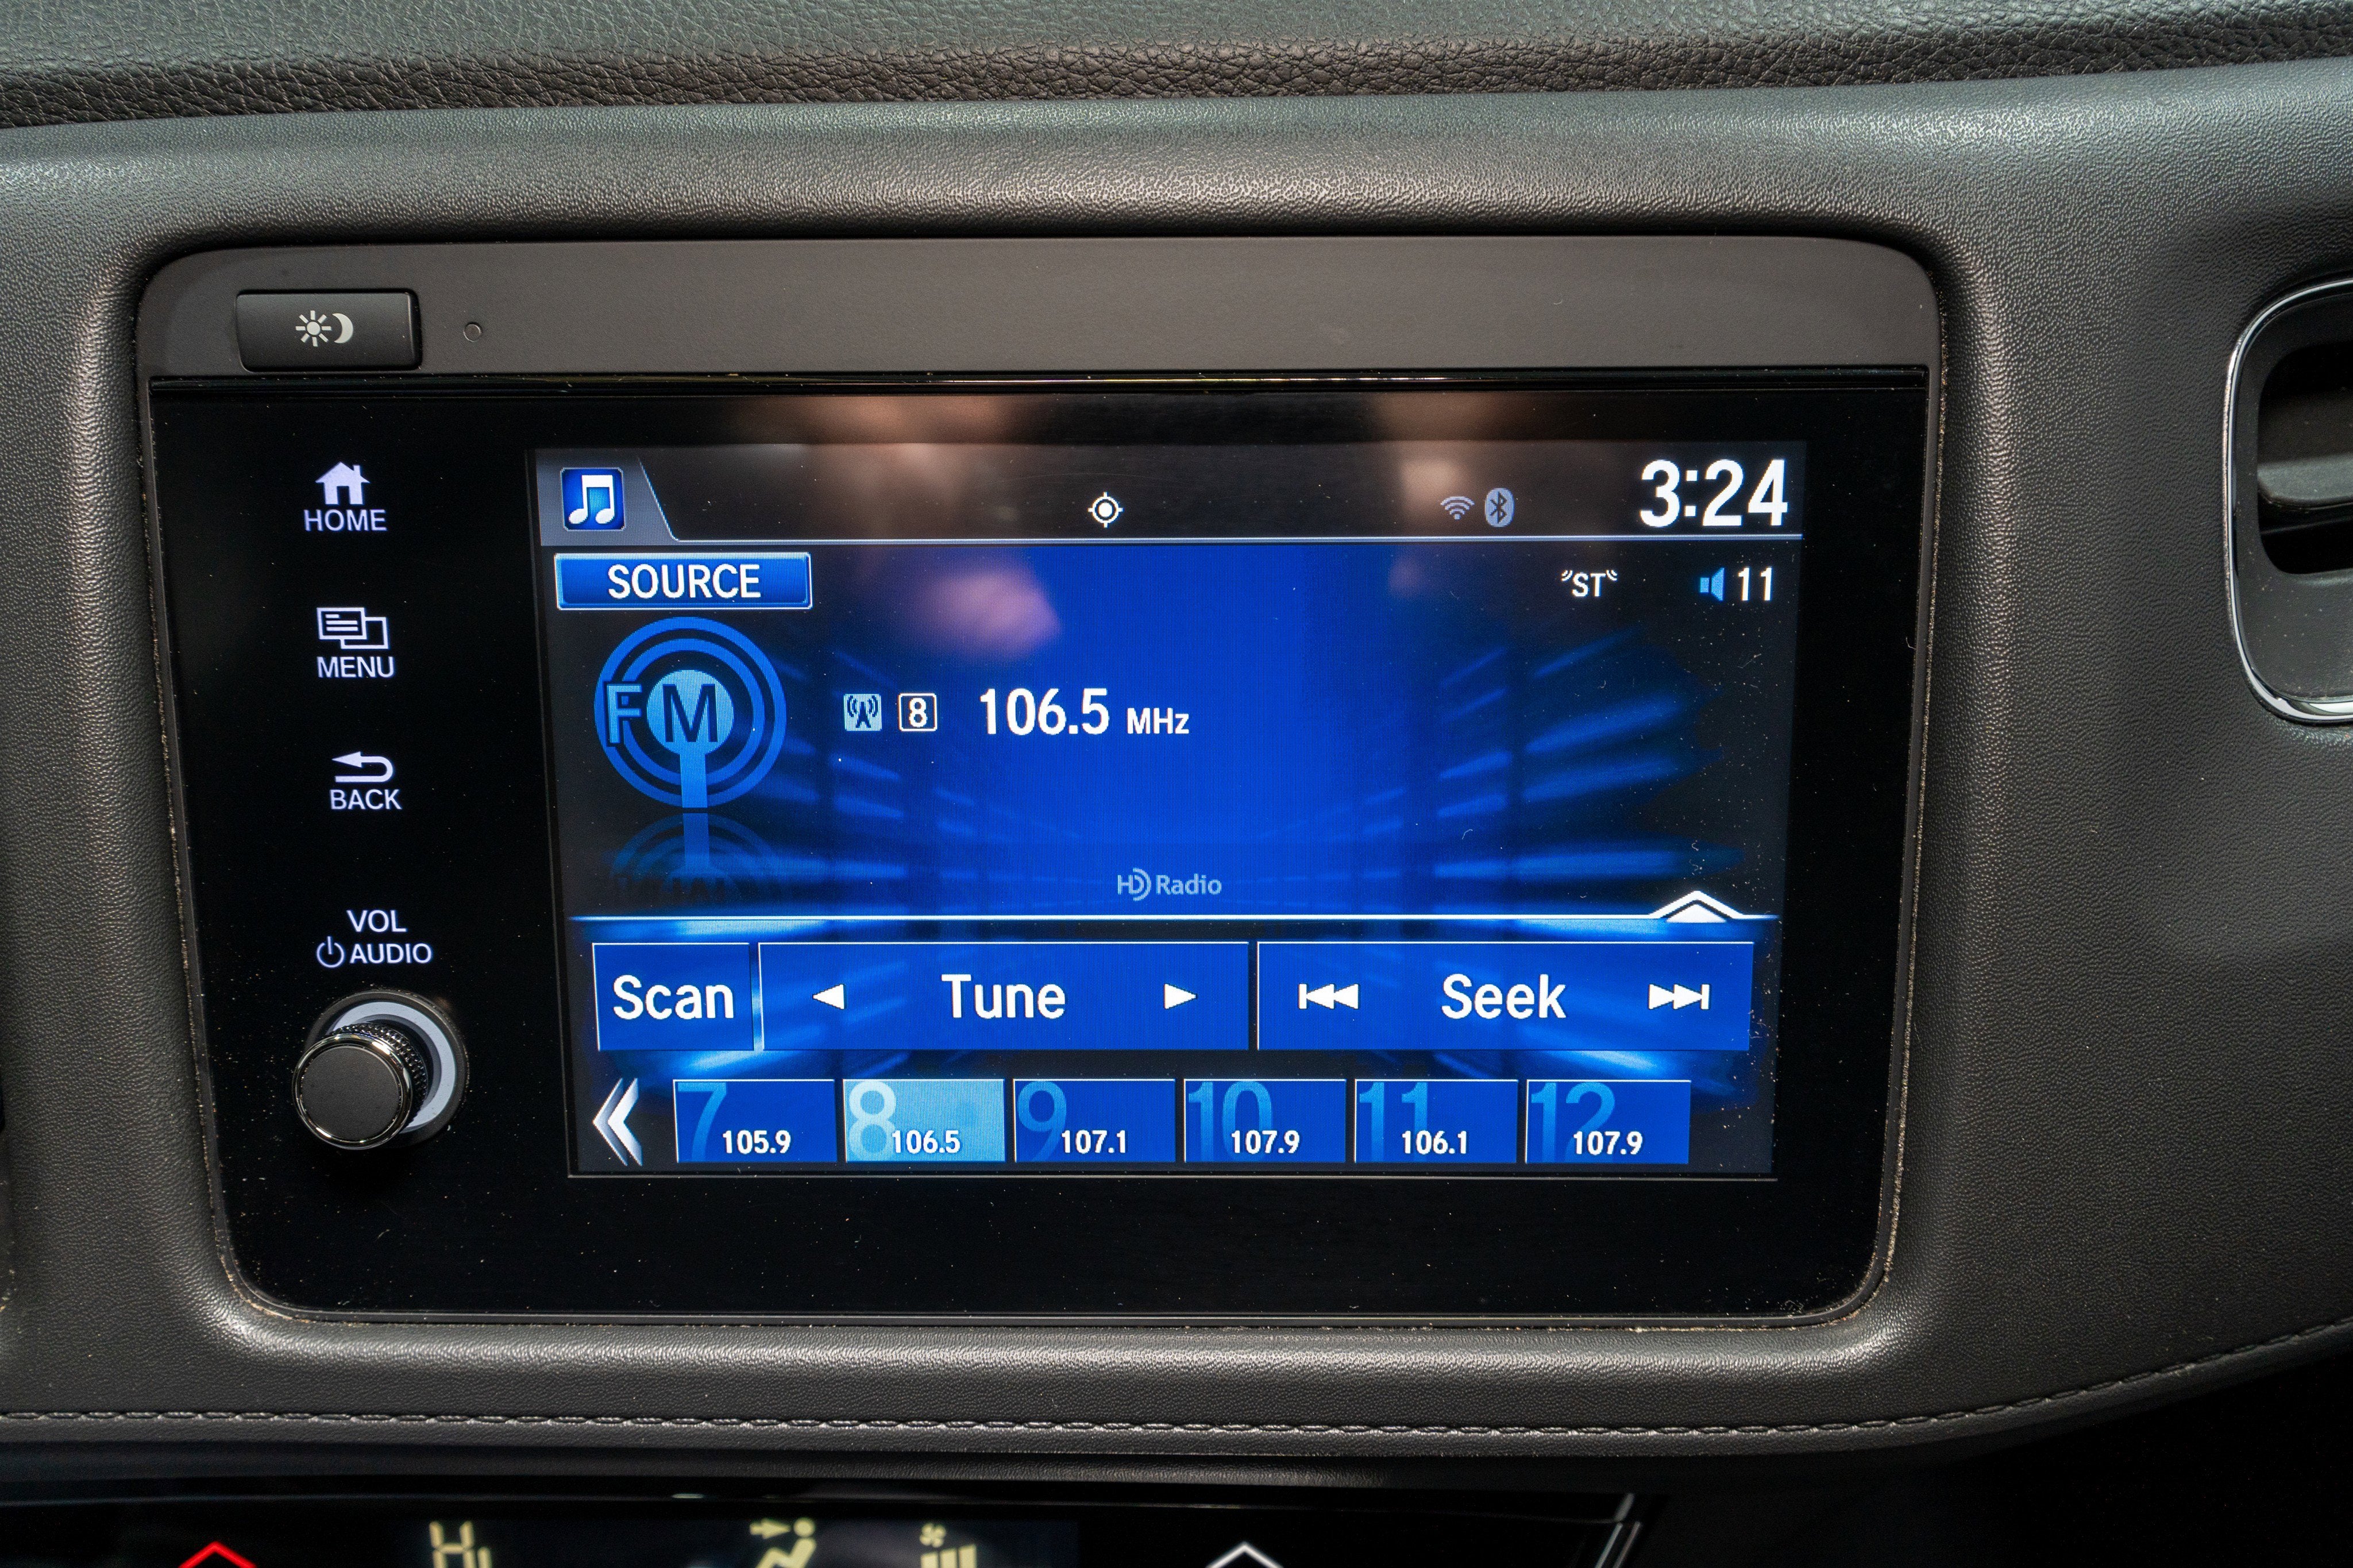 HOME
MENU
BACK
VOL
AUDIO
3:24
SOURCE
ST 11
FM
8 106.5 MHz
HD Radio
Scan Tune Seek
7 8 9 10 11 12
105.9 106.5 107.1 107.9 106.1 107.9